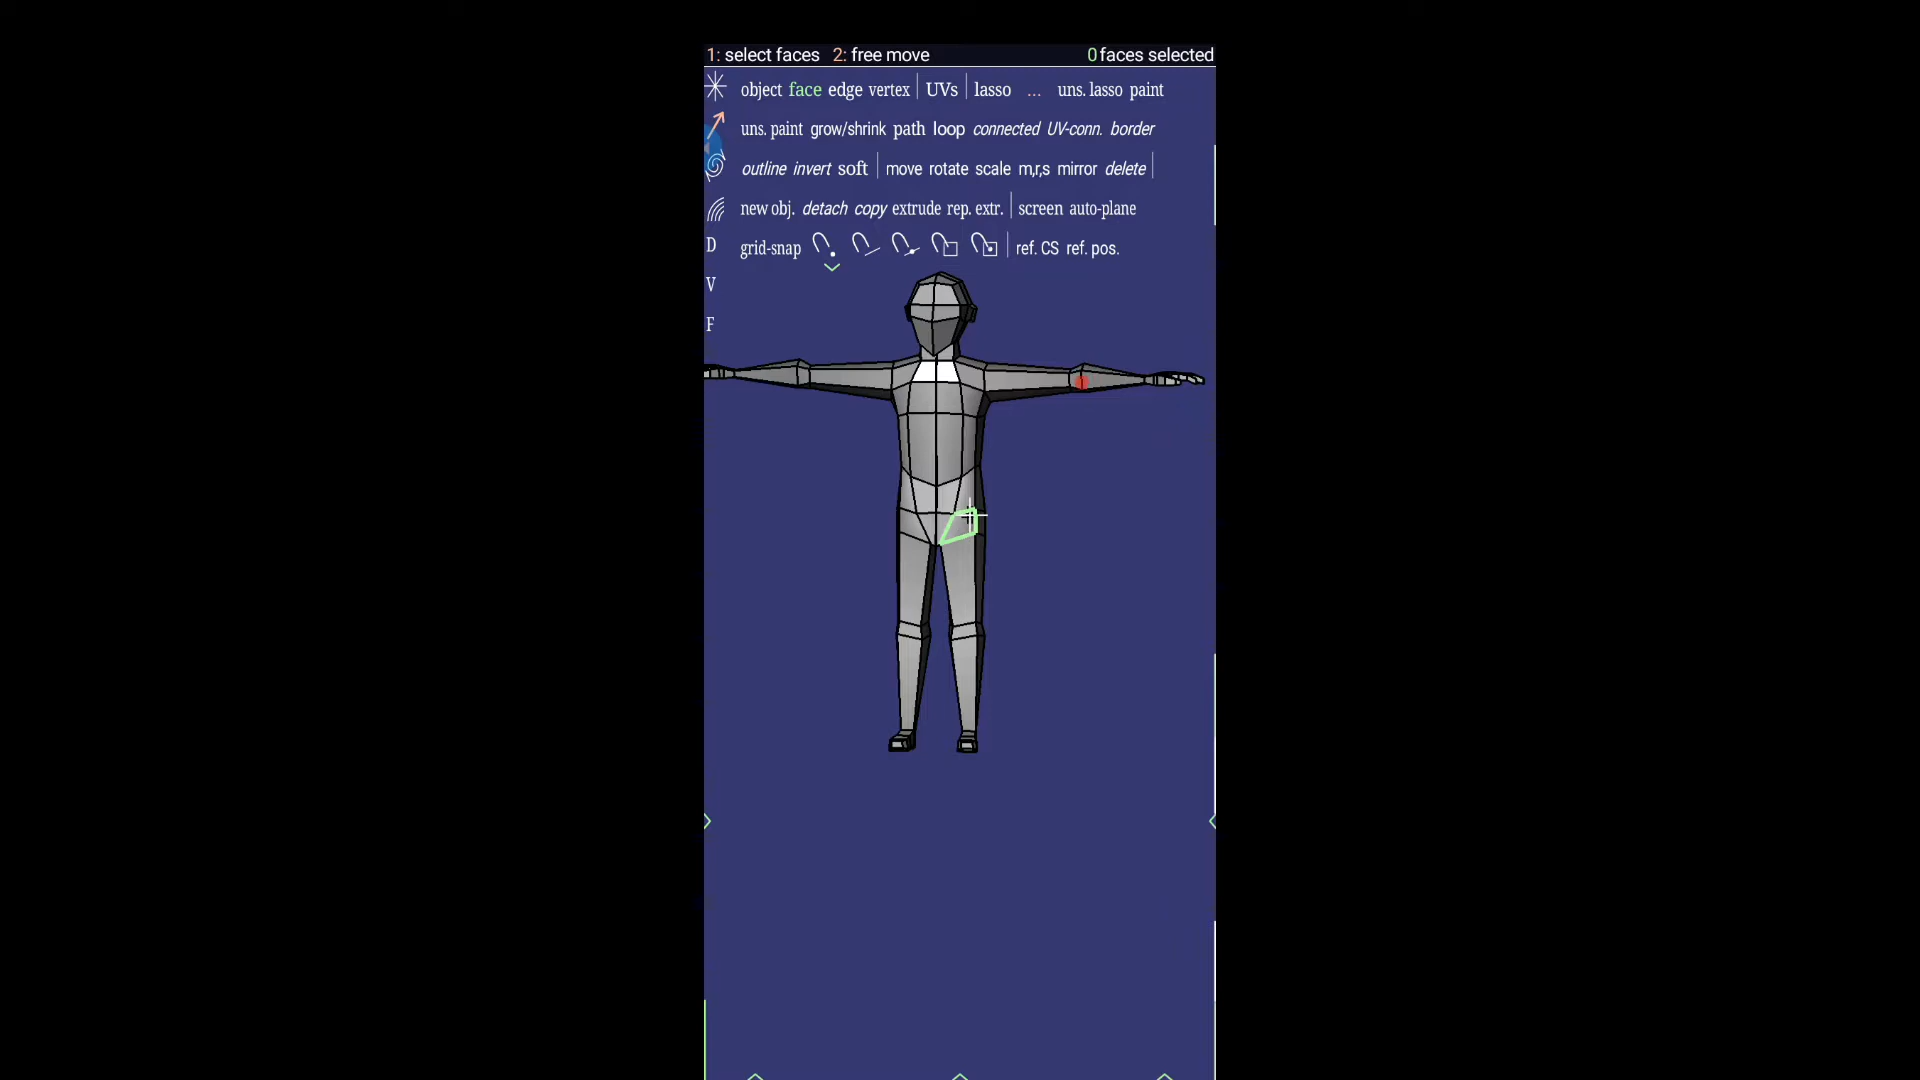 1: select faces 2: free move 0 faces selected
object face edge vertex UVs lasso ... uns. lasso paint
uns. paint grow/shrink path loop connected UV-conn. border
outline invert soft move rotate scale m,r,s mirror delete
new obj. detach copy extrude rep. extr. screen auto-plane
D grid-snap ref. CS ref. pos.
V
F